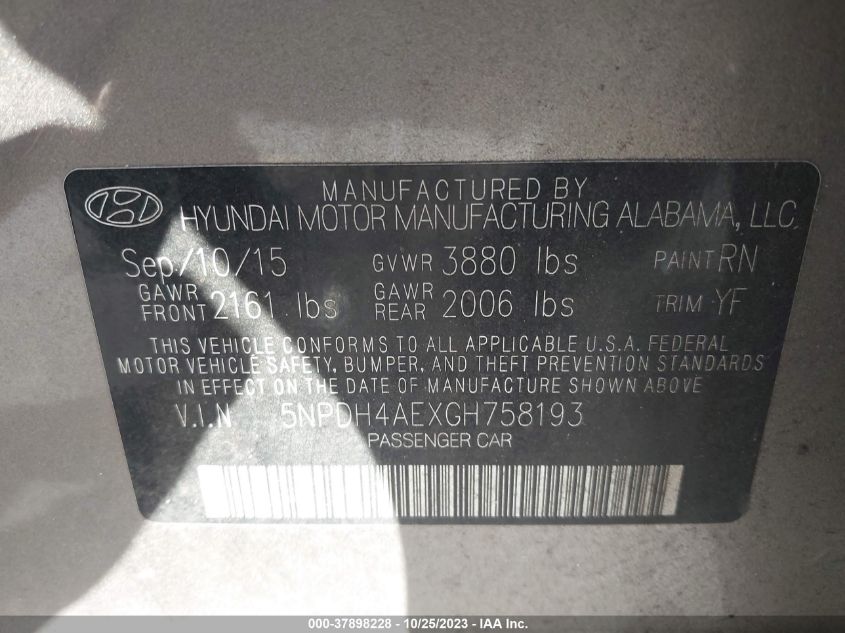 MANUFACTURED BY
HYUNDAI MOTOR MANUFACTURING ALABAMA, LLC.
Sep/10/15 GVWR 3880 lbs PAINT RN
GAWR FRONT 2161 lbs GAWR REAR 2006 lbs TRIM YF
THIS VEHICLE CONFORMS TO ALL APPLICABLE U.S.A. FEDERAL
MOTOR VEHICLE SAFETY, BUMPER, AND THEFT PREVENTION STANDARDS
IN EFFECT ON THE DATE OF MANUFACTURE SHOWN ABOVE
V.I.N 5NPDH4AEXGH758193
PASSENGER CAR
000-37898228 - 10/25/2023 - IAA Inc.